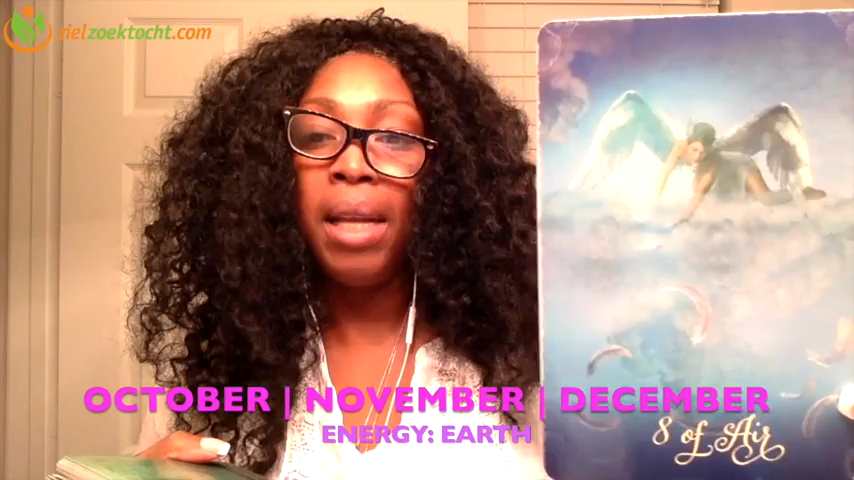 zielzoektocht.com
OCTOBER | NOVEMBER | DECEMBER
ENERGY: EARTH
8 of Air